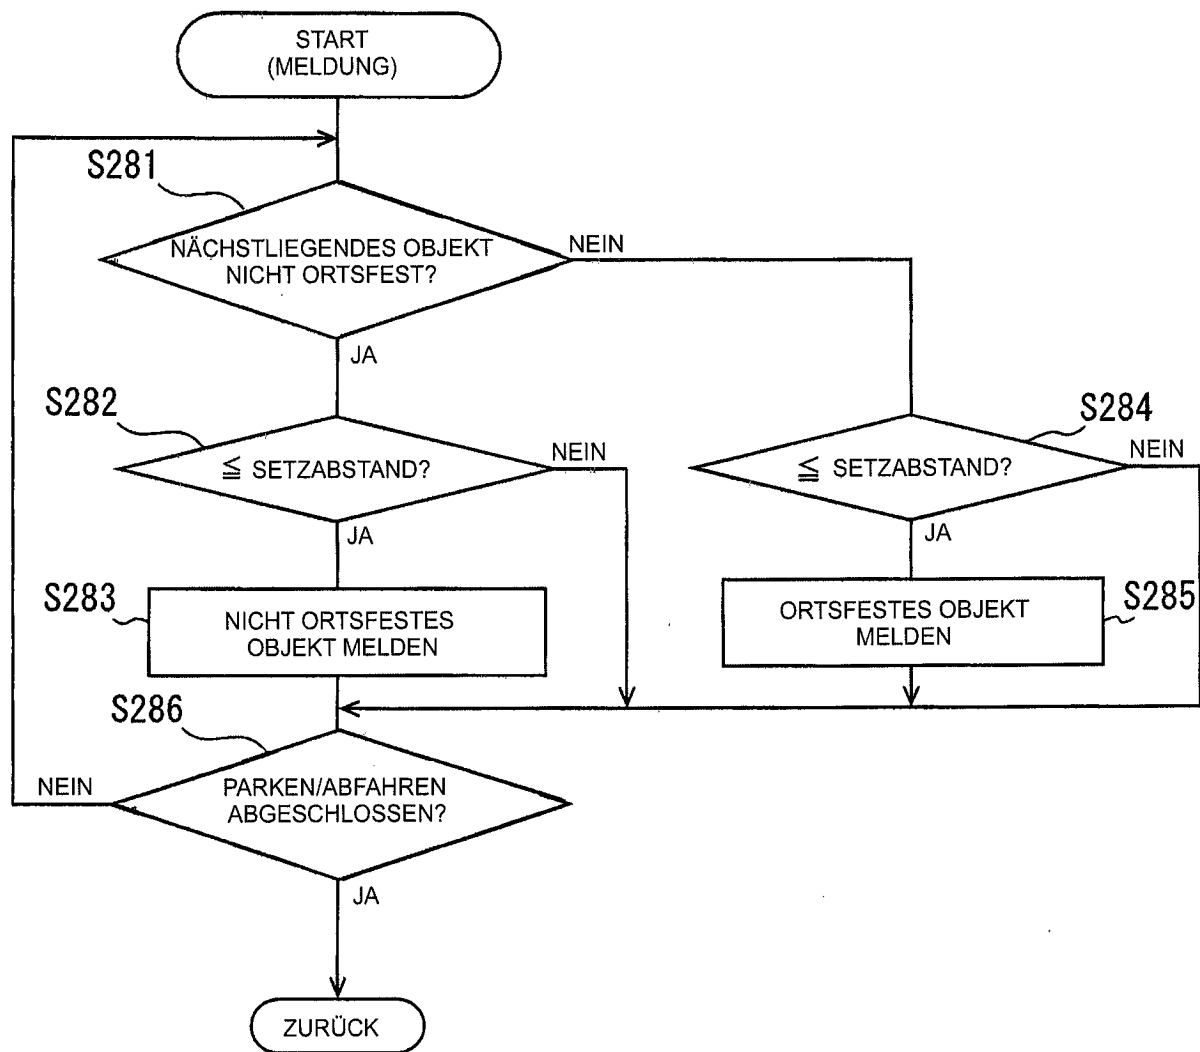 START
(MELDUNG)
S281
NÄCHSTLIEGENDES OBJEKT
NICHT ORTSFEST?
NEIN
JA
S282
≦ SETZABSTAND?
NEIN
JA
S284
≦ SETZABSTAND?
NEIN
JA
S283
NICHT ORTSFESTES
OBJEKT MELDEN
S285
ORTSFESTES OBJEKT
MELDEN
S286
PARKEN/ABFAHREN
ABGESCHLOSSEN?
NEIN
JA
ZURÜCK